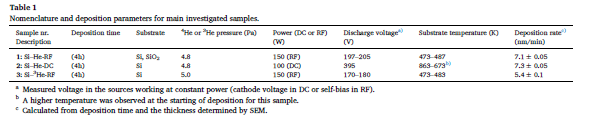 Table 1
Nomenclature and deposition parameters for main investigated samples.
Sample nr. Description Deposition time Substrate ⁴He or ³He pressure (Pa) Power (DC or RF) (W) Discharge voltageᵃ⁾ (V) Substrate temperature (K) Deposition rateᶜ⁾ (nm/min)
1: Si–He-RF (4h) Si, SiO₂ 4.8 150 (RF) 197–205 473-487 7.1 ± 0.05
2: Si–He-DC (4h) Si 4.8 100 (DC) 395 863–673ᵇ⁾ 7.3 ± 0.05
3: Si–³He-RF (4h) Si 5.0 150 (RF) 170-180 473-483 5.4 ± 0.1
ᵃ Measured voltage in the sources working at constant power (cathode voltage in DC or self-bias in RF).
ᵇ A higher temperature was observed at the starting of deposition for this sample.
ᶜ Calculated from deposition time and the thickness determined by SEM.